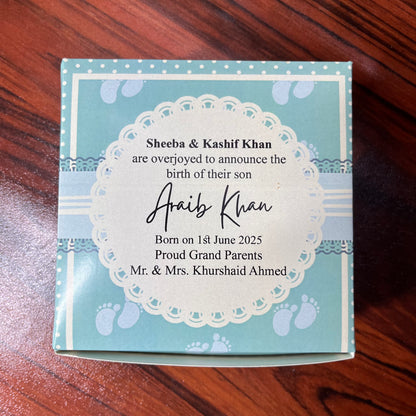 Sheeba & Kashif Khan
are overjoyed to announce the
birth of their son
Araib Khan
Born on 1st June 2025
Proud Grand Parents
Mr. & Mrs. Khurshaid Ahmed